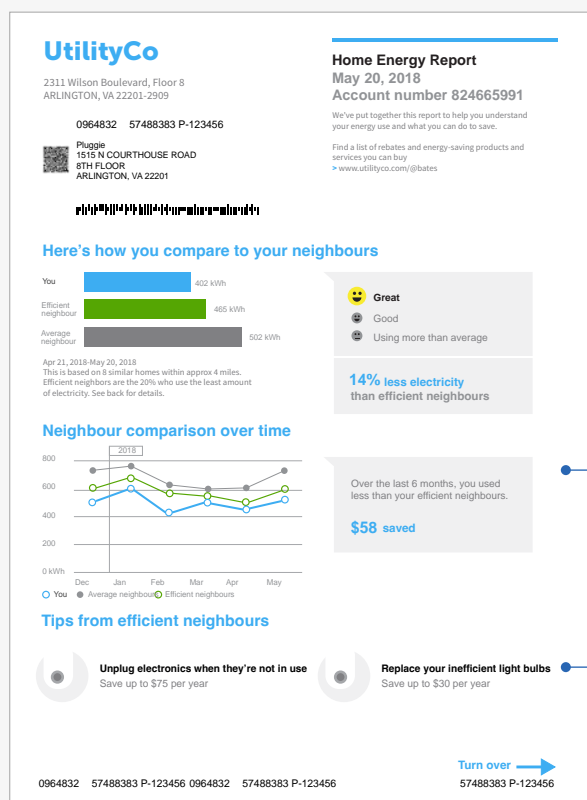 UtilityCo
2311 Wilson Boulevard, Floor 8
ARLINGTON, VA 22201-2909
0964832 57488383 P-123456
Pluggie
1515 N COURTHOUSE ROAD
8TH FLOOR
ARLINGTON, VA 22201
Home Energy Report
May 20, 2018
Account number 824665991
We've put together this report to help you understand
your energy use and what you can do to save.
Find a list of rebates and energy-saving products and
services you can buy
> www.utilityco.com/@bates
Here's how you compare to your neighbours
You
402 kWh
Efficient
neighbour
465 kWh
Average
neighbour
502 kWh
Apr 21, 2018-May 20, 2018
This is based on 8 similar homes within approx 4 miles.
Efficient neighbors are the 20% who use the least amount
of electricity. See back for details.
Great
Good
Using more than average
14% less electricity
than efficient neighbours
Neighbour comparison over time
2018
800
600
400
200
0 kWh
Dec Jan Feb Mar Apr May
You Average neighbours Efficient neighbours
Over the last 6 months, you used
less than your efficient neighbours.
$58 saved
Tips from efficient neighbours
Unplug electronics when they're not in use
Save up to $75 per year
Replace your inefficient light bulbs
Save up to $30 per year
Turn over
0964832 57488383 P-123456 0964832 57488383 P-123456 57488383 P-123456